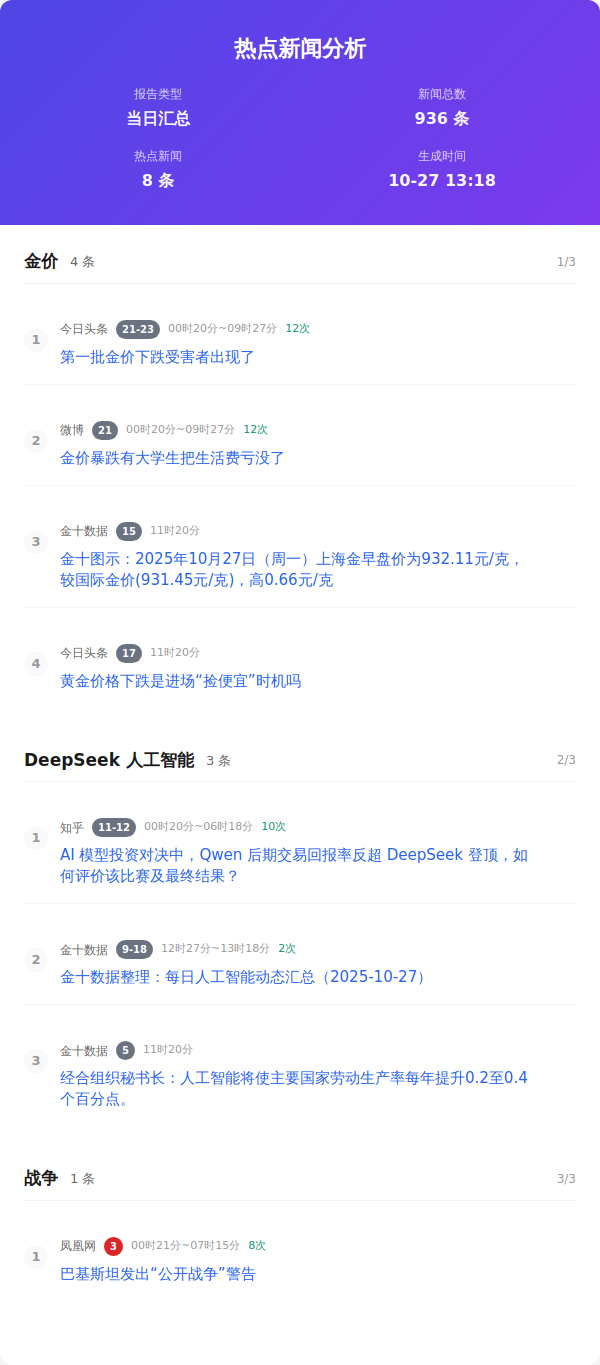 热点新闻分析
报告类型
当日汇总
新闻总数
936 条
热点新闻
8 条
生成时间
10-27 13:18
金价 4 条 1/3
1 今日头条 21-23 00时20分~09时27分 12次
第一批金价下跌受害者出现了
2 微博 21 00时20分~09时27分 12次
金价暴跌有大学生把生活费亏没了
3 金十数据 15 11时20分
金十图示：2025年10月27日（周一）上海金早盘价为932.11元/克，
较国际金价(931.45元/克)，高0.66元/克
4 今日头条 17 11时20分
黄金价格下跌是进场“捡便宜”时机吗
DeepSeek 人工智能 3 条 2/3
1 知乎 11-12 00时20分~06时18分 10次
AI 模型投资对决中，Qwen 后期交易回报率反超 DeepSeek 登顶，如
何评价该比赛及最终结果？
2 金十数据 9-18 12时27分~13时18分 2次
金十数据整理：每日人工智能动态汇总（2025-10-27）
3 金十数据 5 11时20分
经合组织秘书长：人工智能将使主要国家劳动生产率每年提升0.2至0.4
个百分点。
战争 1 条 3/3
1 凤凰网 3 00时21分~07时15分 8次
巴基斯坦发出“公开战争”警告